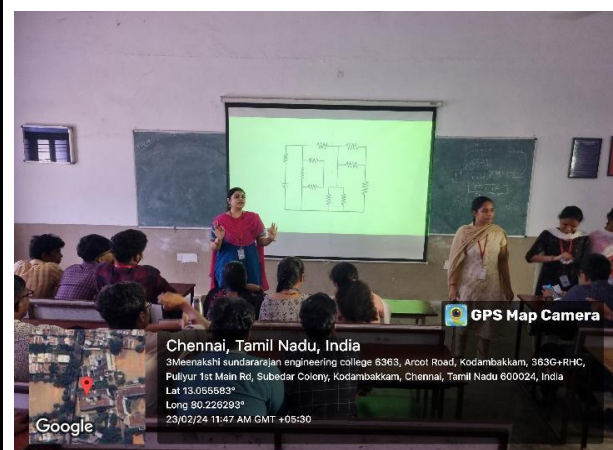 GPS Map Camera
Chennai, Tamil Nadu, India
3Meenakshi sundararajan engineering college 6363, Arcot Road, Kodambakkam, 363G+RHC,
Puliyur 1st Main Rd, Subedar Colony, Kodambakkam, Chennai, Tamil Nadu 600024, India
Lat 13.055583°
Long 80.226293°
23/02/24 11:47 AM GMT +05:30
Google